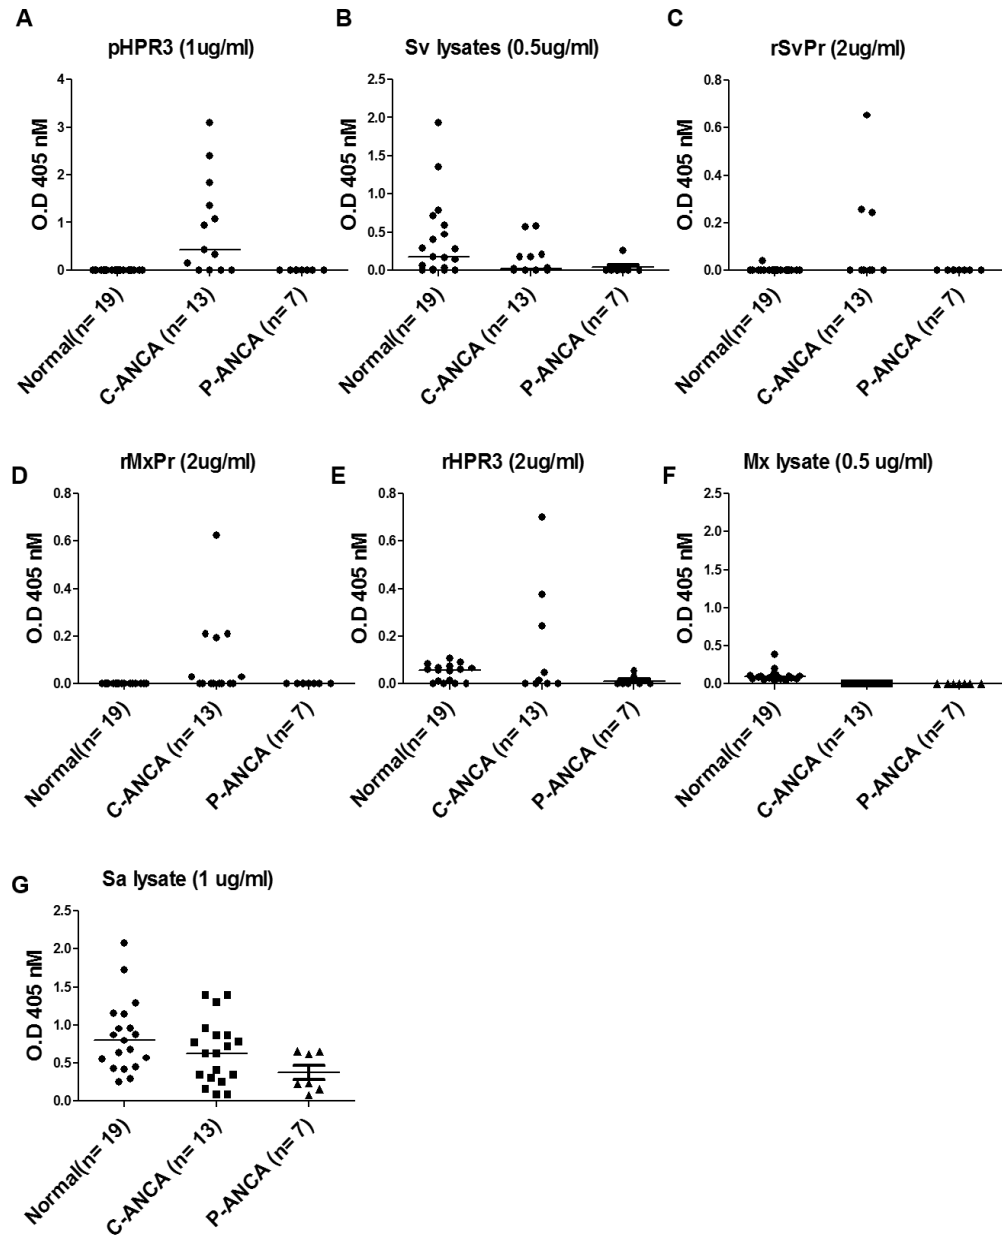 A
pHPR3 (1ug/ml)
O.D 405 nM
4
3
2
1
0
Normal(n= 19)
C-ANCA (n= 13)
P-ANCA (n= 7)
B
Sv lysates (0.5ug/ml)
O.D 405 nM
2.5
2.0
1.5
1.0
0.5
0.0
Normal(n= 19)
C-ANCA (n= 13)
P-ANCA (n= 7)
C
rSvPr (2ug/ml)
O.D 405 nM
0.8
0.6
0.4
0.2
0.0
Normal(n= 19)
C-ANCA (n= 13)
P-ANCA (n= 7)
D
rMxPr (2ug/ml)
O.D 405 nM
0.8
0.6
0.4
0.2
0.0
Normal(n= 19)
C-ANCA (n= 13)
P-ANCA (n= 7)
E
rHPR3 (2ug/ml)
O.D 405 nM
0.8
0.6
0.4
0.2
0.0
Normal(n= 19)
C-ANCA (n= 13)
P-ANCA (n= 7)
F
Mx lysate (0.5 ug/ml)
O.D 405 nM
2.5
2.0
1.5
1.0
0.5
0.0
Normal(n= 19)
C-ANCA (n= 13)
P-ANCA (n= 7)
G
Sa lysate (1 ug/ml)
O.D 405 nM
2.5
2.0
1.5
1.0
0.5
0.0
Normal(n= 19)
C-ANCA (n= 13)
P-ANCA (n= 7)